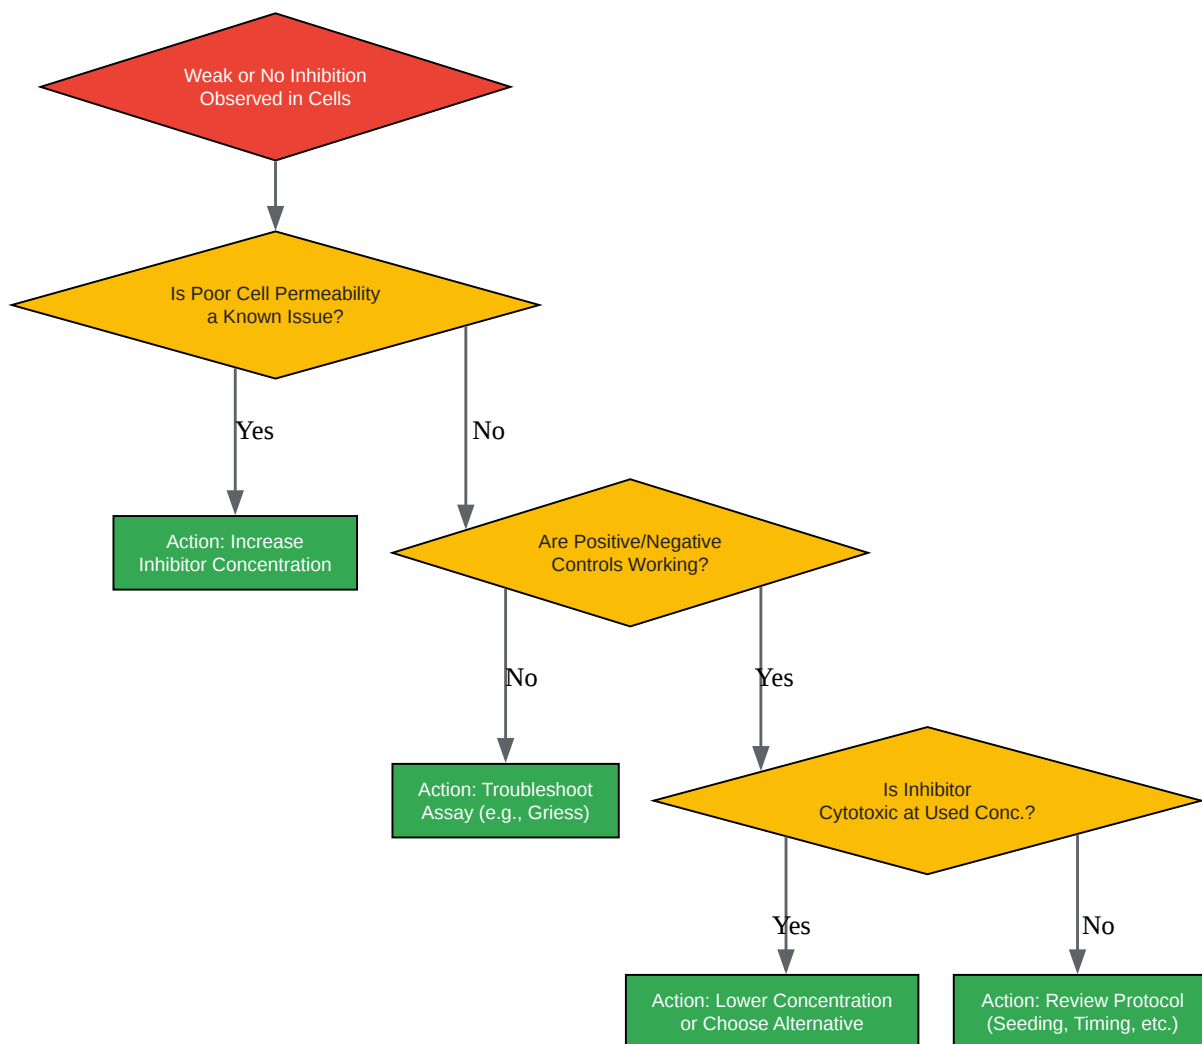 Weak or No Inhibition
Observed in Cells
Is Poor Cell Permeability
a Known Issue?
Yes
No
Action: Increase
Inhibitor Concentration
Are Positive/Negative
Controls Working?
No
Yes
Action: Troubleshoot
Assay (e.g., Griess)
Is Inhibitor
Cytotoxic at Used Conc.?
Yes
No
Action: Lower Concentration
or Choose Alternative
Action: Review Protocol
(Seeding, Timing, etc.)